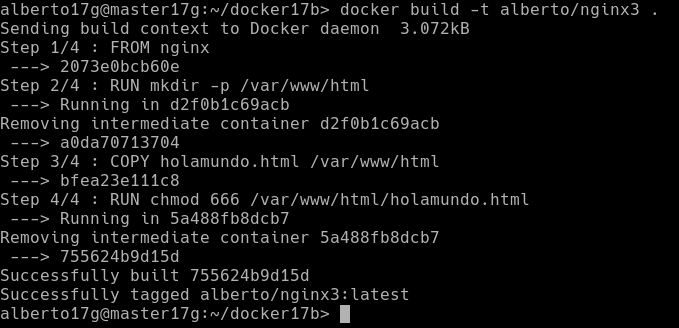 alberto17g@master17g:~/docker17b> docker build -t alberto/nginx3 .
Sending build context to Docker daemon  3.072kB
Step 1/4 : FROM nginx
 ---> 2073e0bcb60e
Step 2/4 : RUN mkdir -p /var/www/html
 ---> Running in d2f0b1c69acb
Removing intermediate container d2f0b1c69acb
 ---> a0da70713704
Step 3/4 : COPY holamundo.html /var/www/html
 ---> bfea23e111c8
Step 4/4 : RUN chmod 666 /var/www/html/holamundo.html
 ---> Running in 5a488fb8dcb7
Removing intermediate container 5a488fb8dcb7
 ---> 755624b9d15d
Successfully built 755624b9d15d
Successfully tagged alberto/nginx3:latest
alberto17g@master17g:~/docker17b>